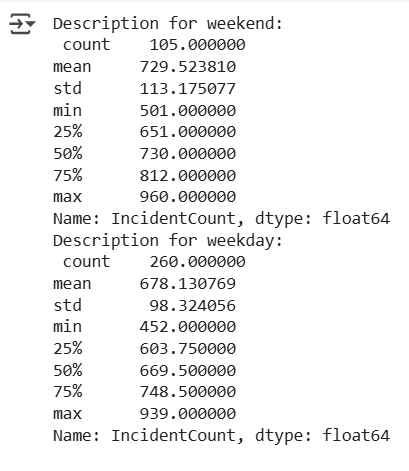 Description for weekend:
 count    105.000000
mean     729.523810
std      113.175077
min      501.000000
25%      651.000000
50%      730.000000
75%      812.000000
max      960.000000
Name: IncidentCount, dtype: float64
Description for weekday:
 count    260.000000
mean     678.130769
std       98.324056
min      452.000000
25%      603.750000
50%      669.500000
75%      748.500000
max      939.000000
Name: IncidentCount, dtype: float64